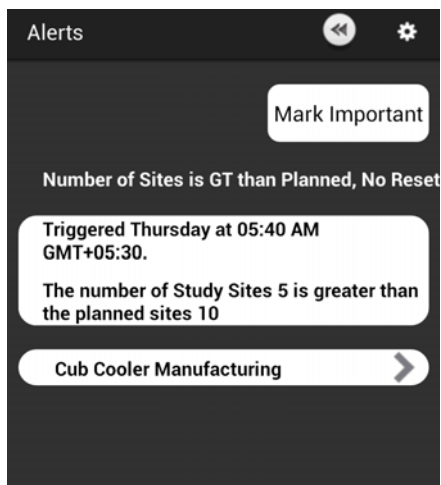 Alerts
Mark Important
Number of Sites is GT than Planned, No Reset
Triggered Thursday at 05:40 AM
GMT+05:30.
The number of Study Sites 5 is greater than
the planned sites 10
Cub Cooler Manufacturing